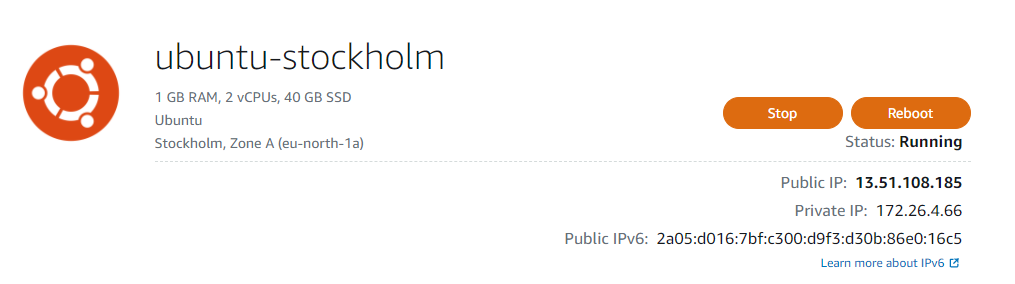 ubuntu-stockholm
1 GB RAM, 2 vCPUs, 40 GB SSD
Ubuntu
Stockholm, Zone A (eu-north-1a)
Stop
Reboot
Status: Running
Public IP: 13.51.108.185
Private IP: 172.26.4.66
Public IPv6: 2a05:d016:7bf:c300:d9f3:d30b:86e0:16c5
Learn more about IPv6